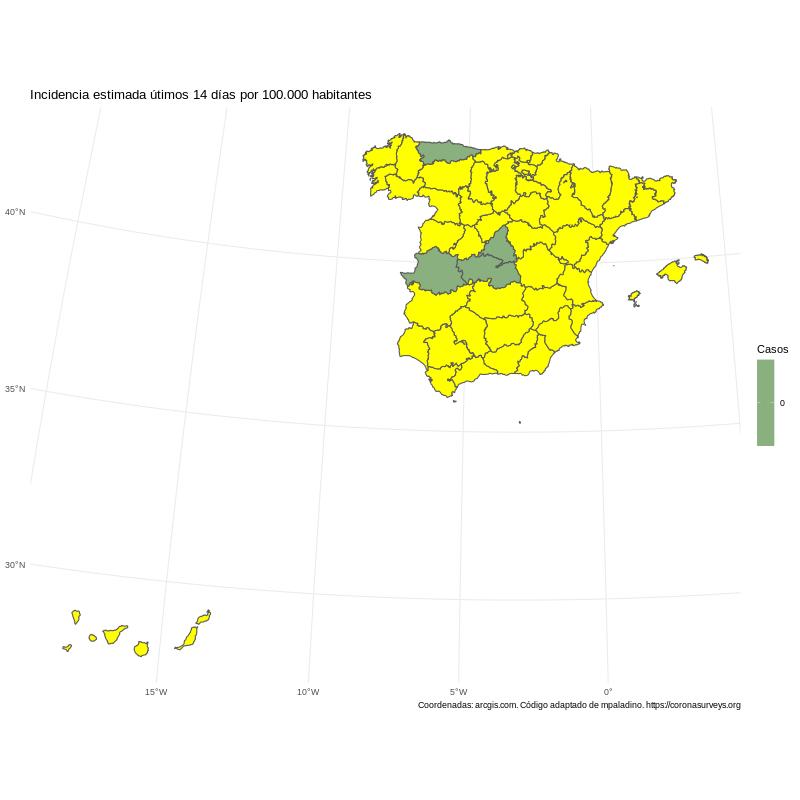 Incidencia estimada útimos 14 días por 100.000 habitantes
40°N
35°N
30°N
15°W
10°W
5°W
0°
Casos
0
Coordenadas: arcgis.com. Código adaptado de mpaladino. https://coronasurveys.org